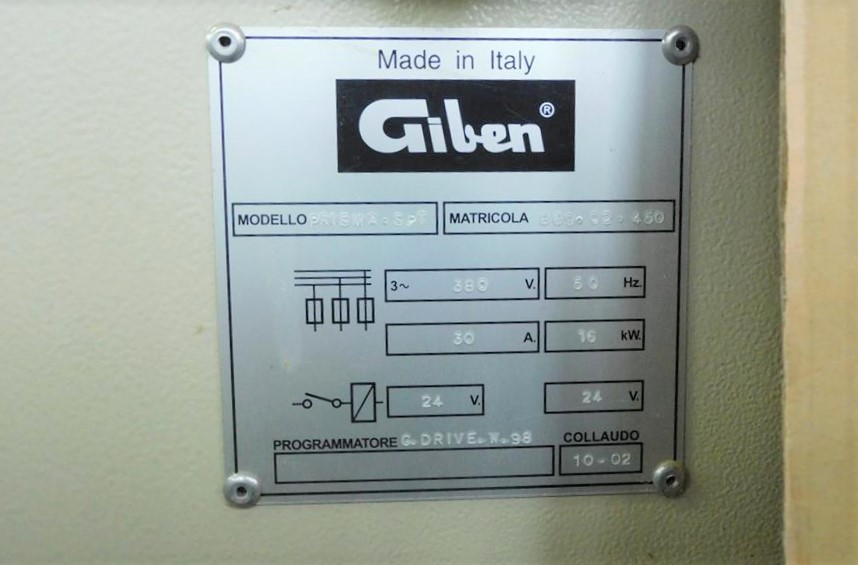 Made in Italy
Giben®
MODELLO PRISMA. SPT MATRICOLA 450
3~ 380 V. 50 Hz.
30 A. 16 kW.
24 V. 24 V.
PROGRAMMATORE G.DRIVE.W.98 COLLAUDO
10-02